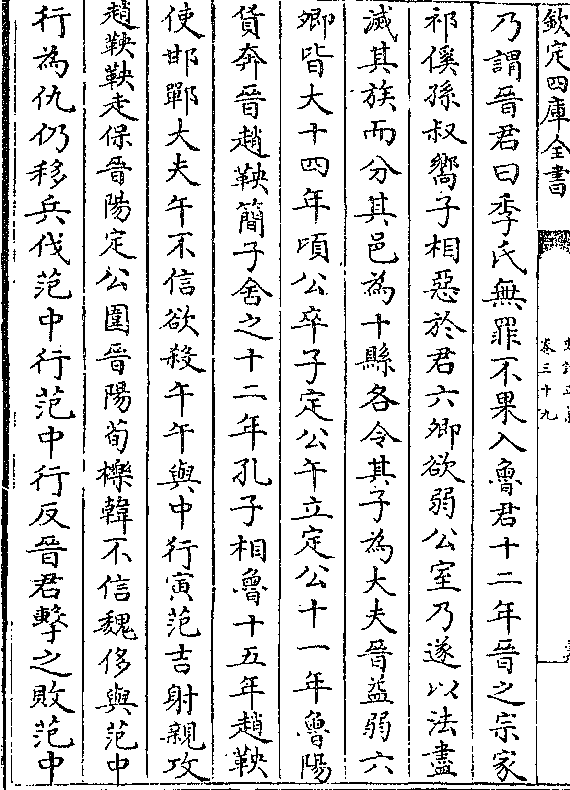 欽定四庫全書
卷三十九
乃謂晉君曰季氏無罪不果入魯君十二年晉之宗家
祁傒孫叔嚮子相惡於君六卿欲弱公室乃遂以法盡
滅其族而分其邑為十縣各令其子為大夫晉益弱六
卿皆大十四年頃公卒子定公午立定公十一年魯陽
貨奔晉趙鞅簡子舍之十二年孔子相魯十五年趙鞅
使邯鄲大夫午不信欲殺午午與中行寅范吉射親攻
趙鞅鞅走保晉陽定公圍晉陽荀櫟韓不信魏侈與范中
行為仇仍移兵伐范中行范中行反晉君擊之敗范中